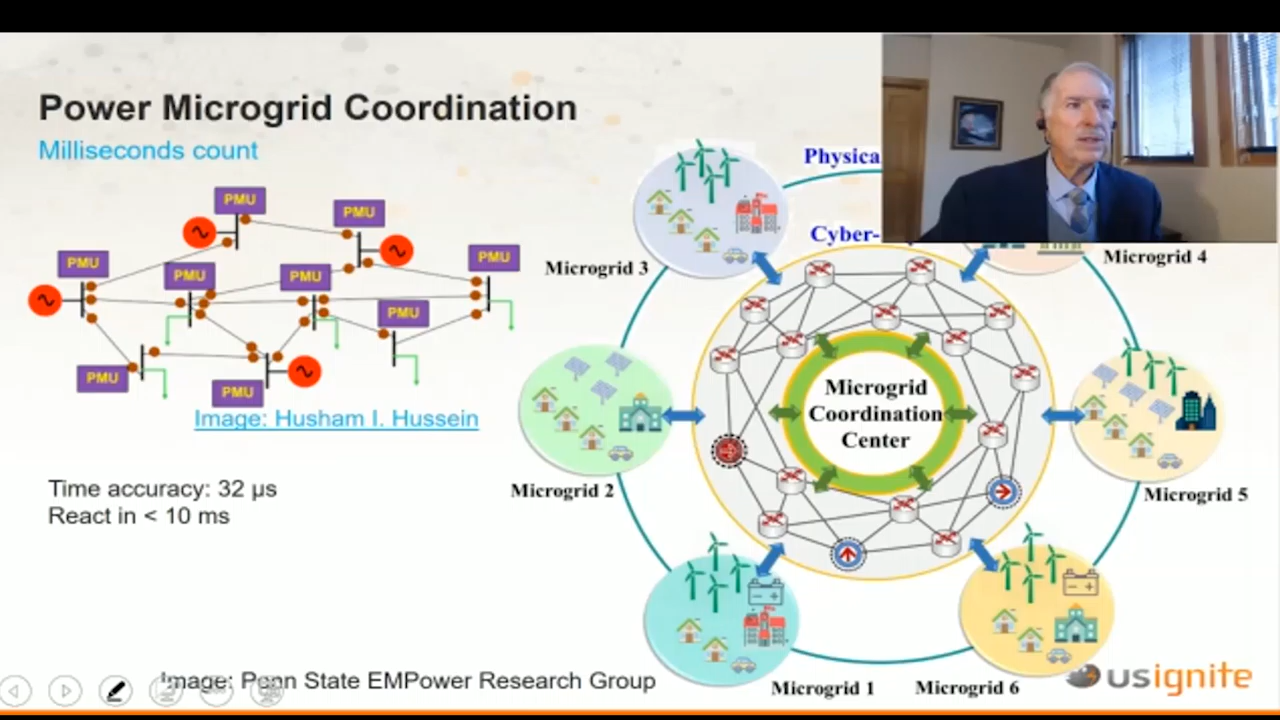 Power Microgrid Coordination
Milliseconds count
PMU
PMU
PMU
PMU
PMU
PMU
PMU
PMU
PMU
Image: Husham I. Hussein
Time accuracy: 32 µs
React in < 10 ms
Physica
Cyber-
Microgrid 3
Microgrid 4
Microgrid 2
Microgrid
Coordination
Center
Microgrid 5
Microgrid 1
Microgrid 6
Image: Penn State EMPower Research Group
usignite